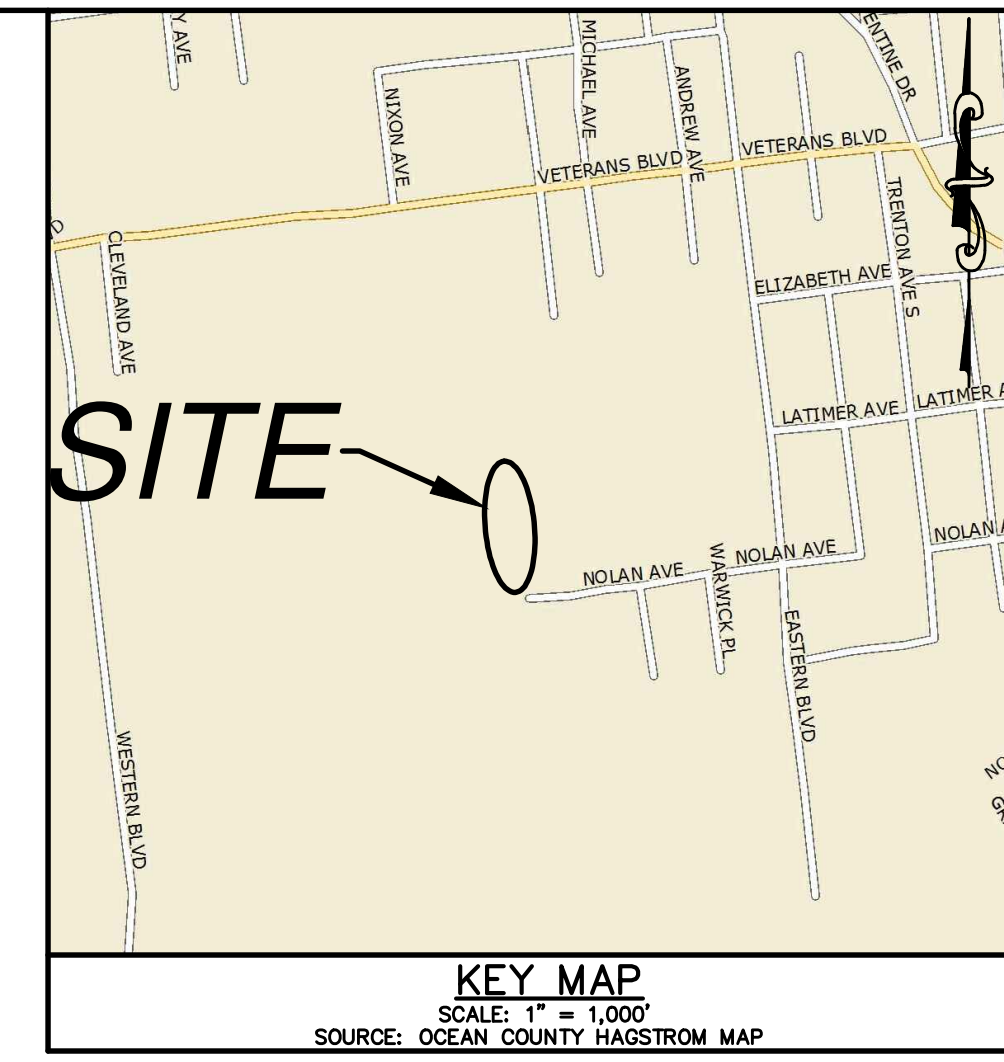 Y AVE
MICHAEL AVE
ENTINE DR
NIXON AVE
ANDREW AVE
VETERANS BLVD
VETERANS BLVD
TRENTON AVE S
D
CLEVELAND AVE
ELIZABETH AVE
LATIMER AVE
LATIMER A
SITE
NOLAN A
NOLAN AVE
NOLAN AVE
WARWICK PL
EASTERN BLVD
WESTERN BLVD
NO
GR
KEY MAP
SCALE: 1" = 1,000'
SOURCE: OCEAN COUNTY HAGSTROM MAP